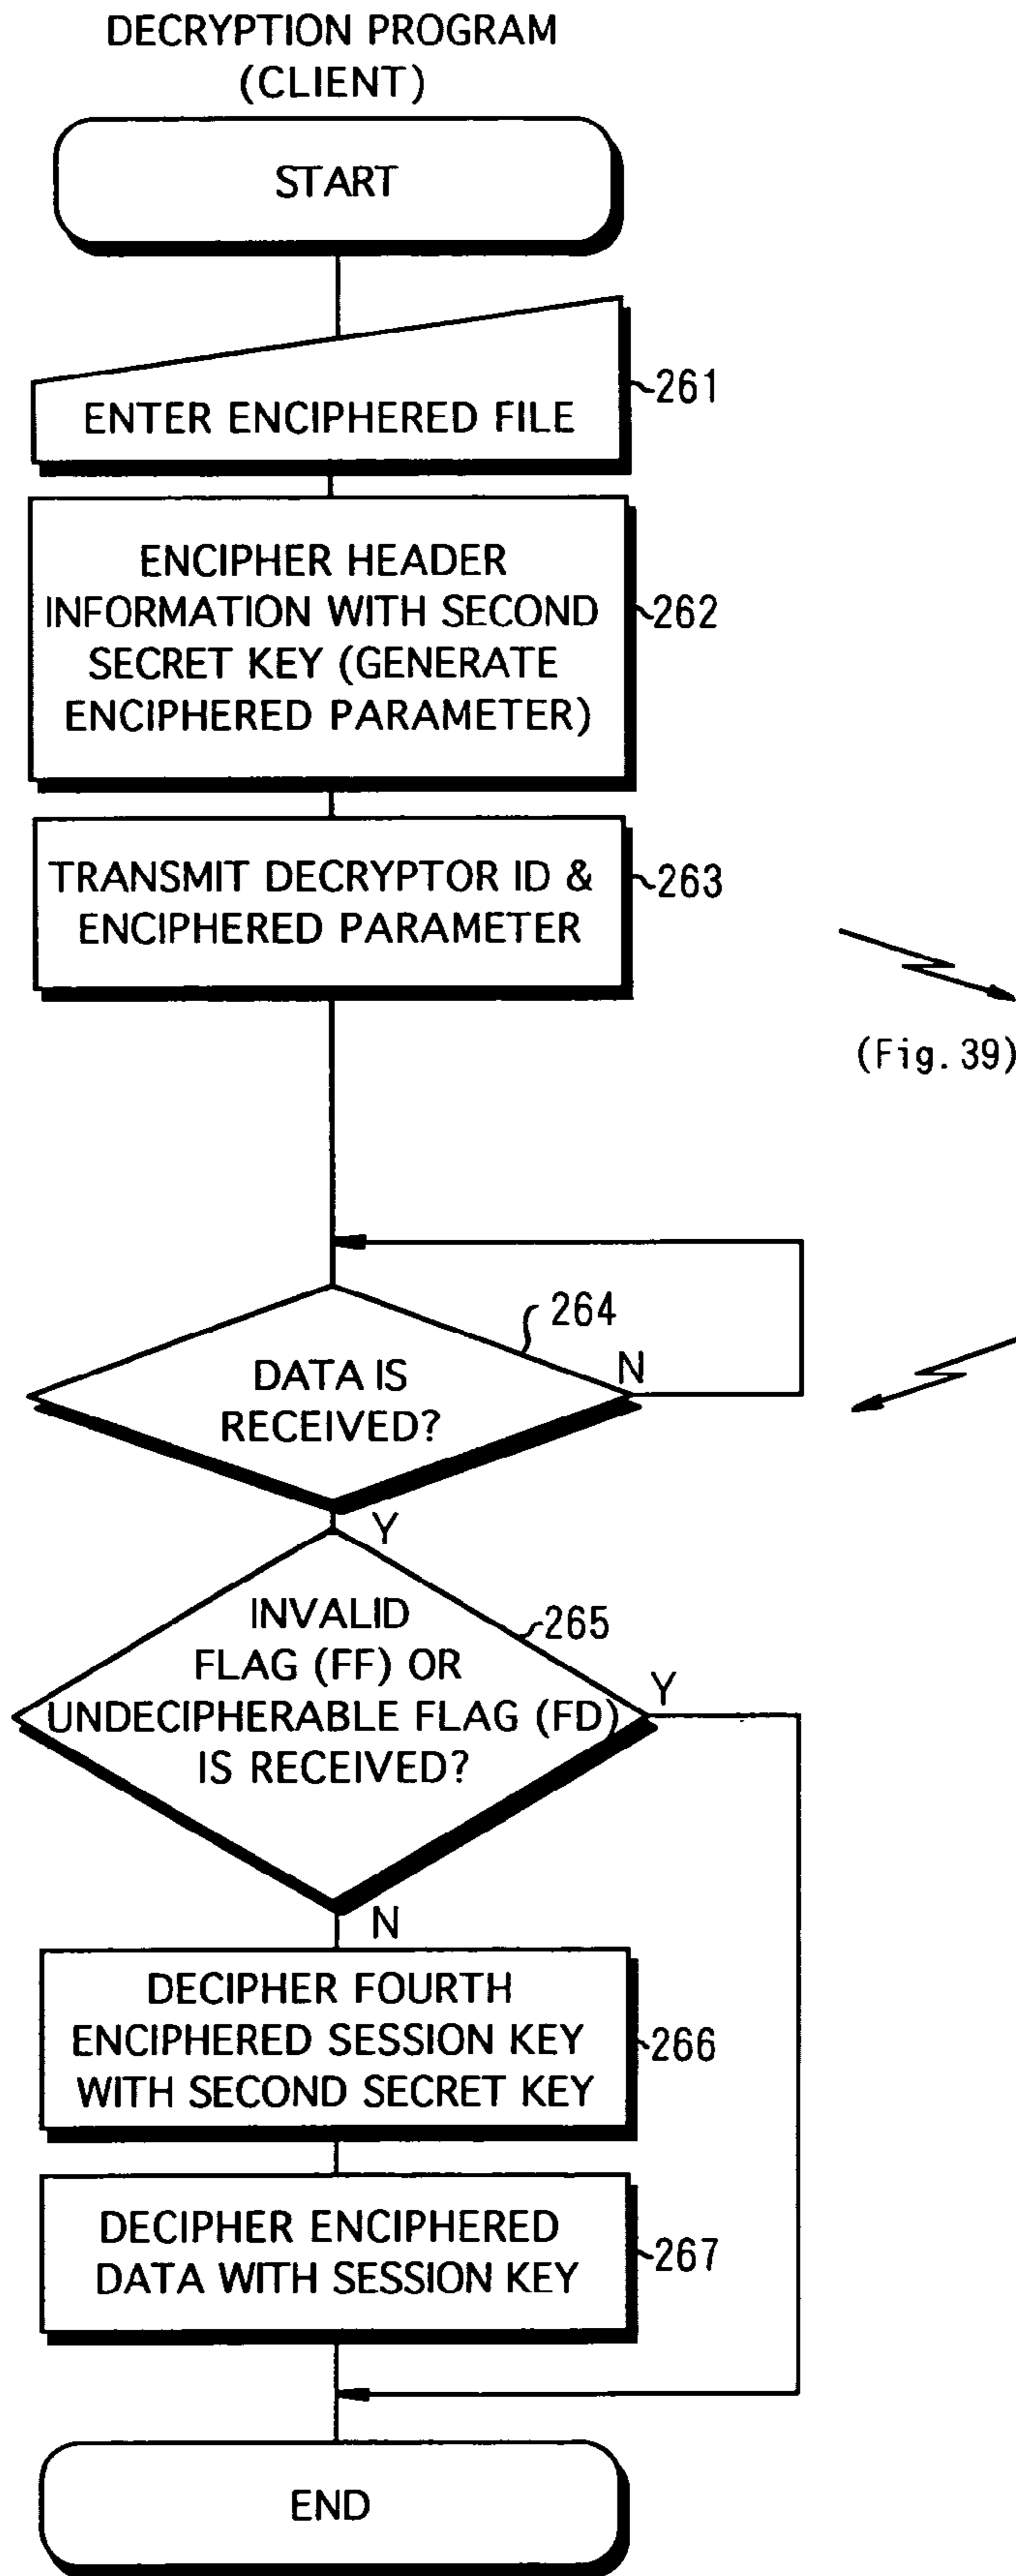 DECRYPTION PROGRAM
(CLIENT)
START
ENTER ENCIPHERED FILE
261
ENCIPHER HEADER
INFORMATION WITH SECOND
SECRET KEY (GENERATE
ENCIPHERED PARAMETER)
262
TRANSMIT DECRYPTOR ID &
ENCIPHERED PARAMETER
263
(Fig. 39)
264
DATA IS
RECEIVED?
N
Y
INVALID
FLAG (FF) OR
UNDECIPHERABLE FLAG (FD)
IS RECEIVED?
265
Y
N
DECIPHER FOURTH
ENCIPHERED SESSION KEY
WITH SECOND SECRET KEY
266
DECIPHER ENCIPHERED
DATA WITH SESSION KEY
267
END